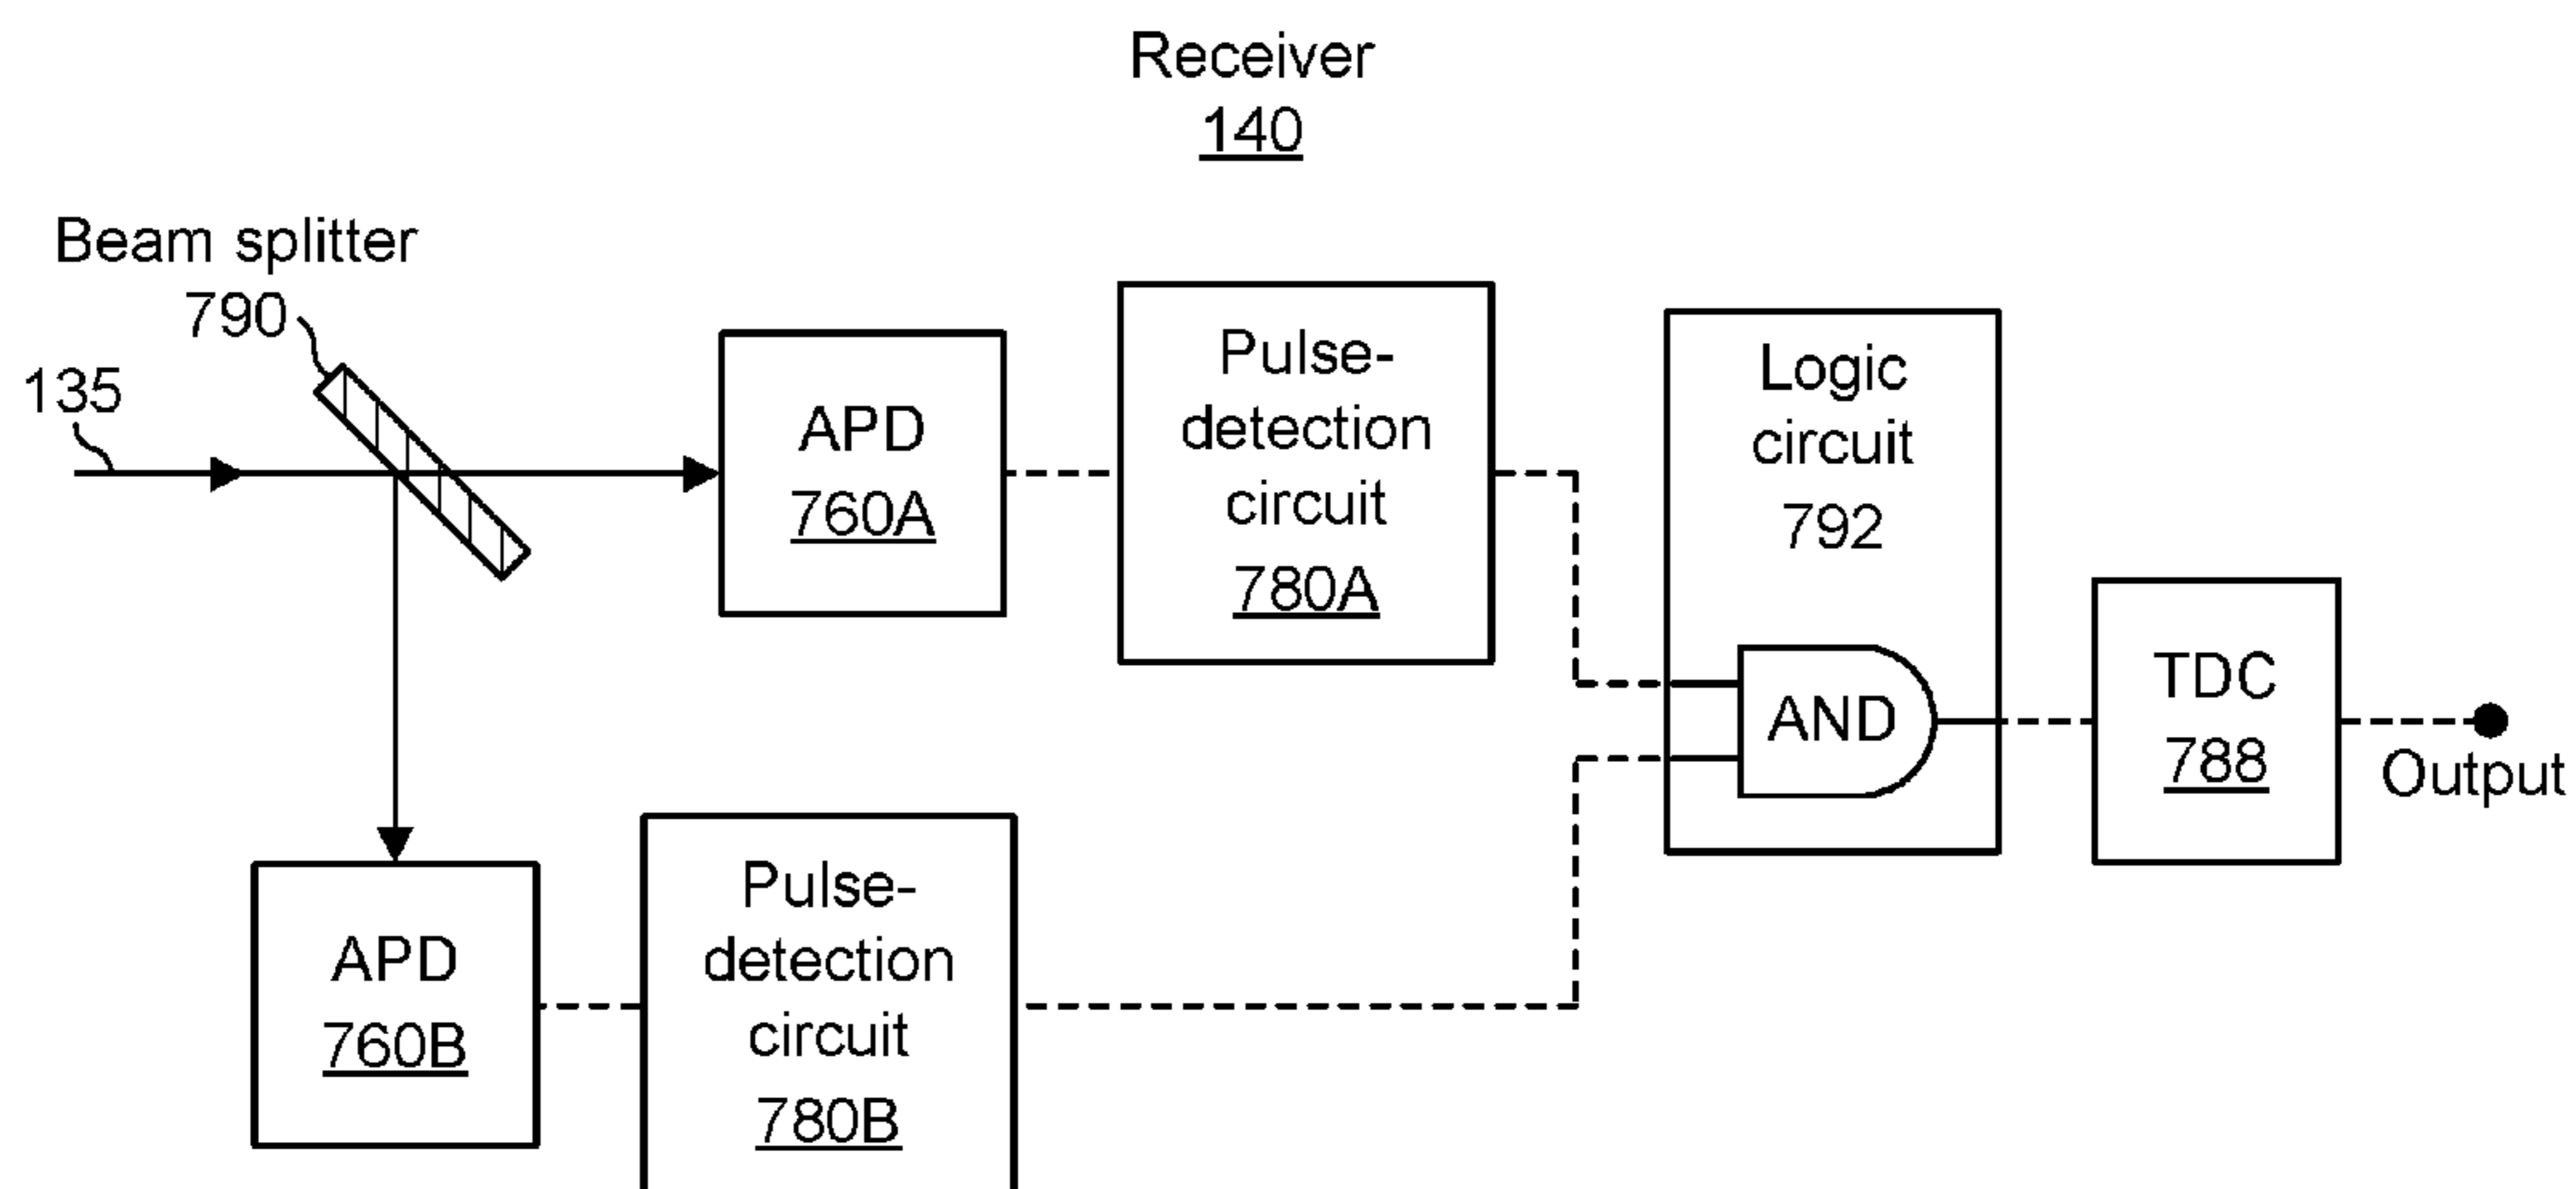 Receiver
140
Beam splitter
790
135
APD
760A
Pulse-
detection
circuit
780A
Logic
circuit
792
AND
TDC
788
Output
APD
760B
Pulse-
detection
circuit
780B